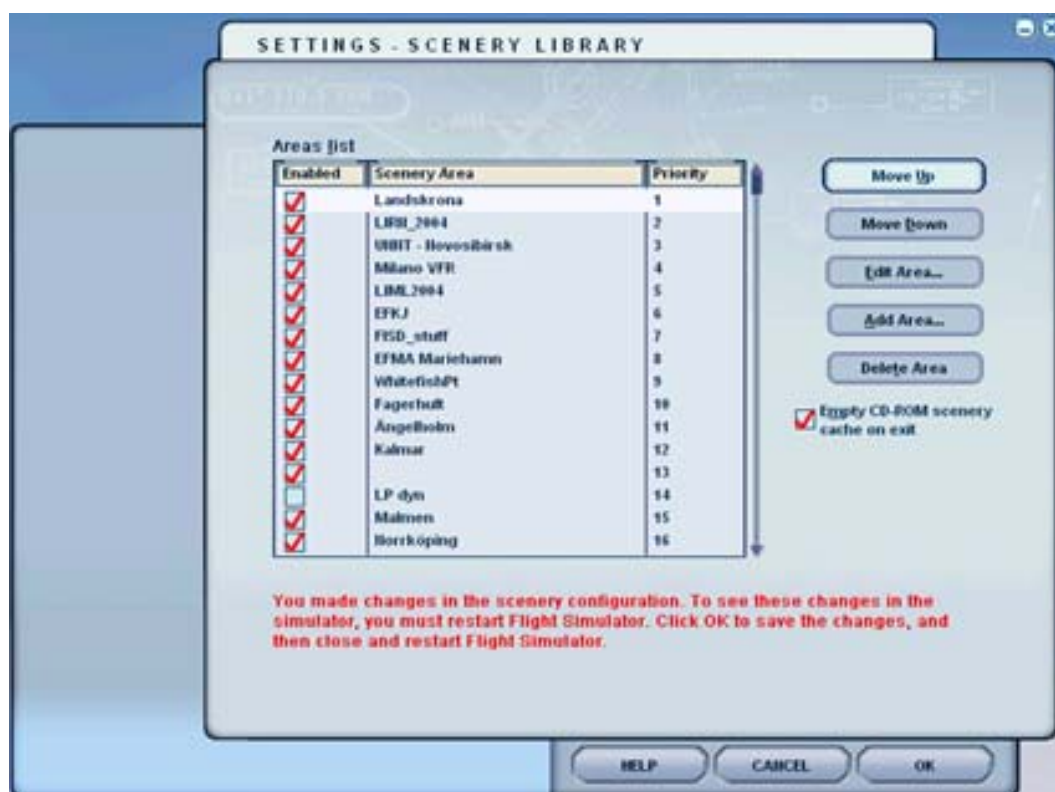 SETTINGS - SCENERY LIBRARY
Areas list
Enabled Scenery Area Priority
Landskrona 1
2
3
Milano VFR 4
LIML2004 5
EFKJ 6
FISD_stuff 7
EFMA Mariehamn 8
WhitefishPt 9
Fagerhult 10
Angelholm 11
Kalmar 12
13
LP dyn 14
Malmen 15
Norrköping 16
Move Up
Move Down
Edit Area...
Add Area...
Delete Area
Empty CD-ROM scenery
cache on exit
You made changes in the scenery configuration. To see these changes in the
simulator, you must restart Flight Simulator. Click OK to save the changes, and
then close and restart Flight Simulator.
HELP CANCEL OK